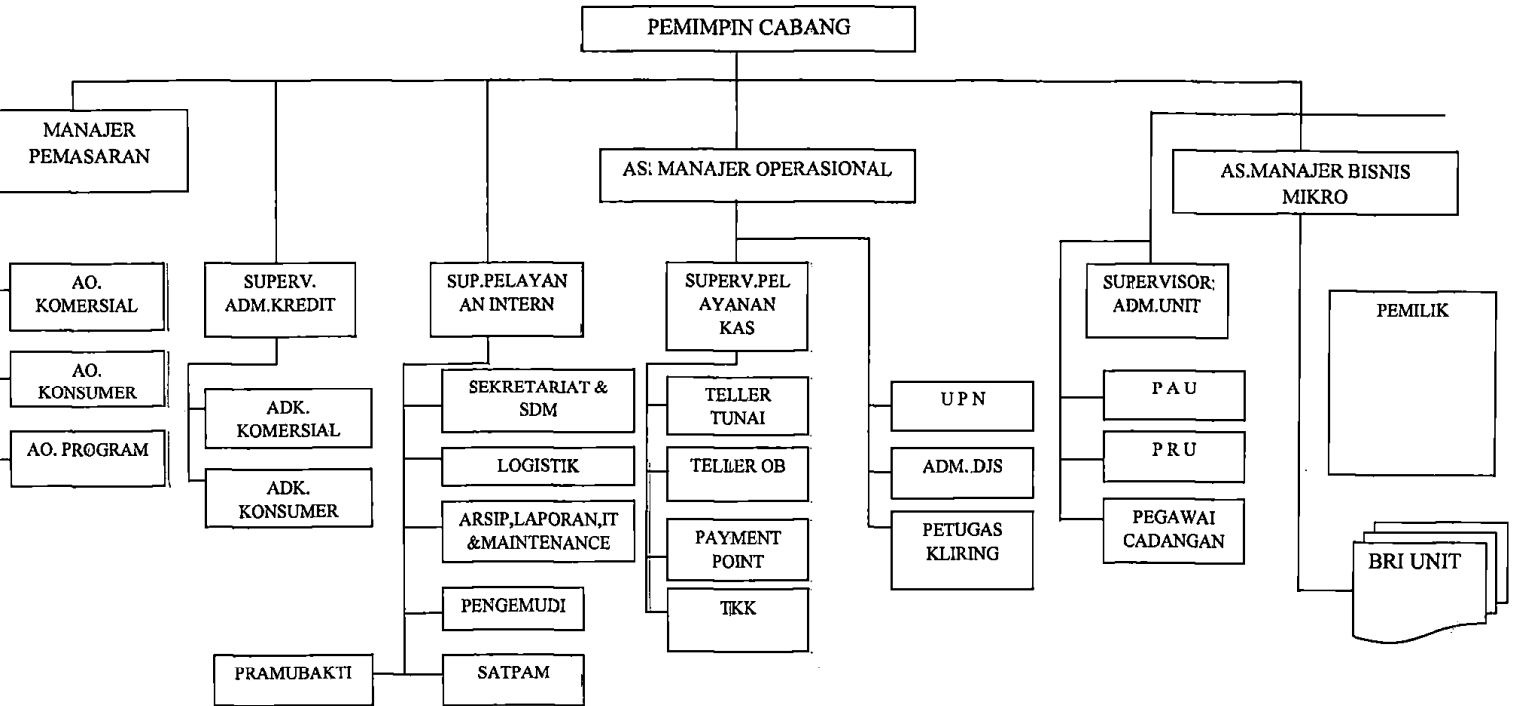 PEMIMPIN CABANG
MANAJER
PEMASARAN
AS: MANAJER OPERASIONAL
AS.MANAJER BISNIS
MIKRO
AO.
KOMERSIAL
AO.
KONSUMER
AO. PROGRAM
SUPERV.
ADM.KREDIT
ADK.
KOMERSIAL
ADK.
KONSUMER
SUP.PELAYAN
AN INTERN
SEKRETARIAT &
SDM
LOGISTIK
ARSIP,LAPORAN,IT
&MAINTENANCE
PENGEMUDI
PRAMUBAKTI
SATPAM
SUPERV.PEL
AYANAN
KAS
TELLER
TUNAI
TELLER OB
PAYMENT
POINT
TKK
U P N
ADM. DJS
PETUGAS
KLIRING
SUPERVISOR;
ADM.UNIT
P A U
P R U
PEGAWAI
CADANGAN
PEMILIK
BRI UNIT